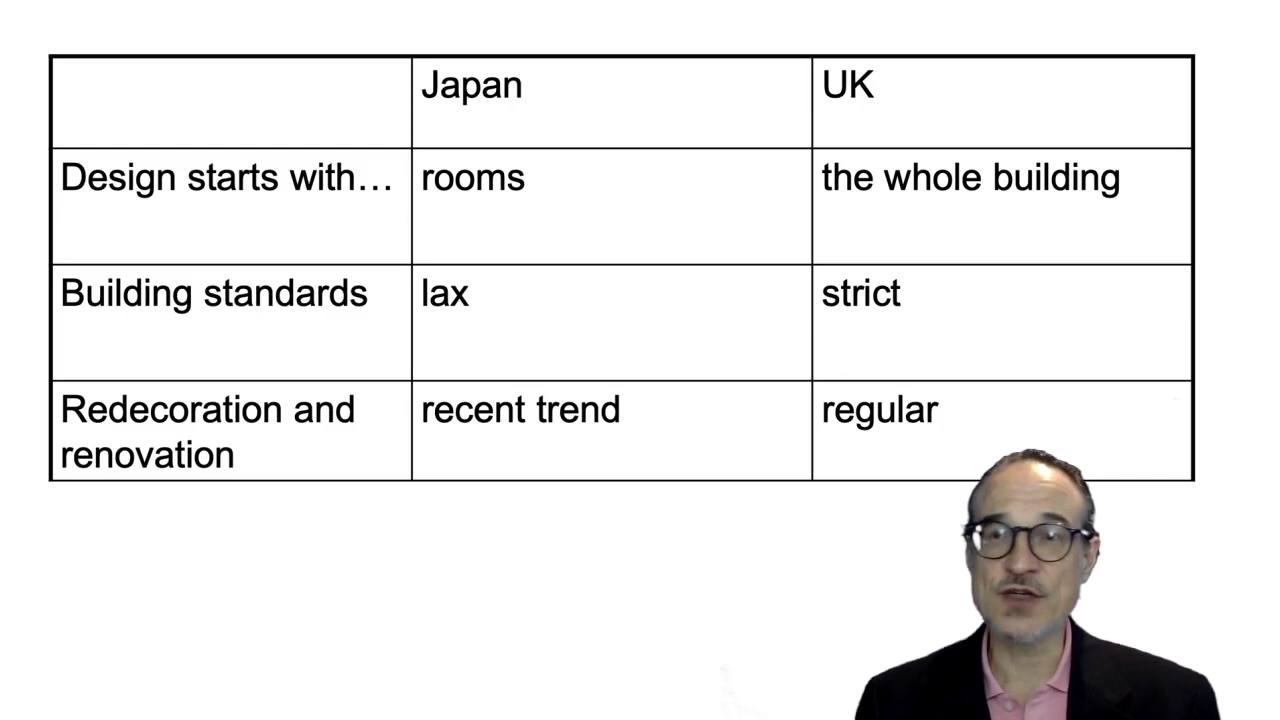 Japan UK
Design starts with… rooms the whole building
Building standards lax strict
Redecoration and recent trend regular
renovation